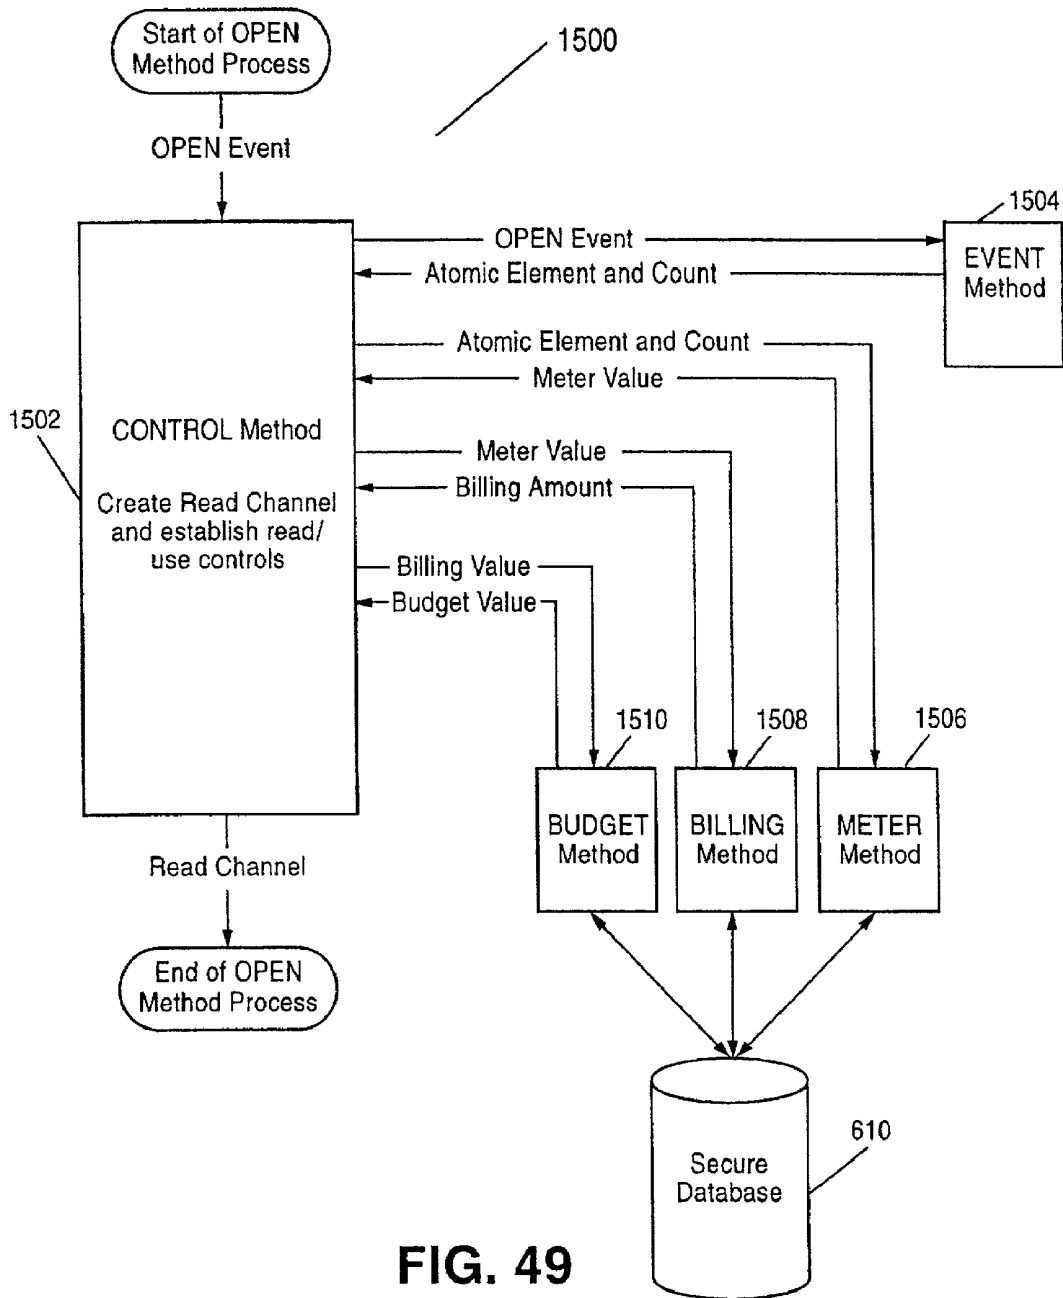 Start of OPEN
Method Process
1500
OPEN Event
1504
OPEN Event
EVENT
Method
Atomic Element and Count
Atomic Element and Count
Meter Value
1502
CONTROL Method
Create Read Channel
and establish read/
use controls
Meter Value
Billing Amount
Billing Value
Budget Value
1510
1508
1506
BUDGET
Method
BILLING
Method
METER
Method
Read Channel
End of OPEN
Method Process
Secure
Database
610
FIG. 49